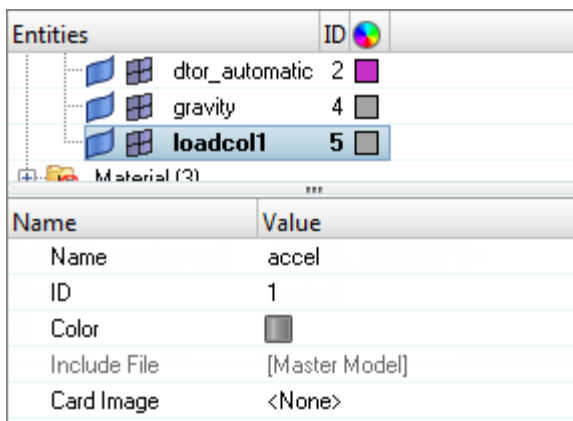 Entities ID
dtor_automatic 2
gravity 4
loadcol1 5
Material (3)
Name Value
Name accel
ID 1
Color
Include File [Master Model]
Card Image <None>